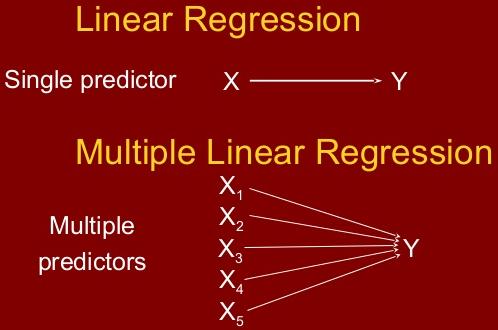 Linear Regression
Single predictor X Y
Multiple Linear Regression
X1
X2
Multiple
X3 Y
predictors
X4
X5